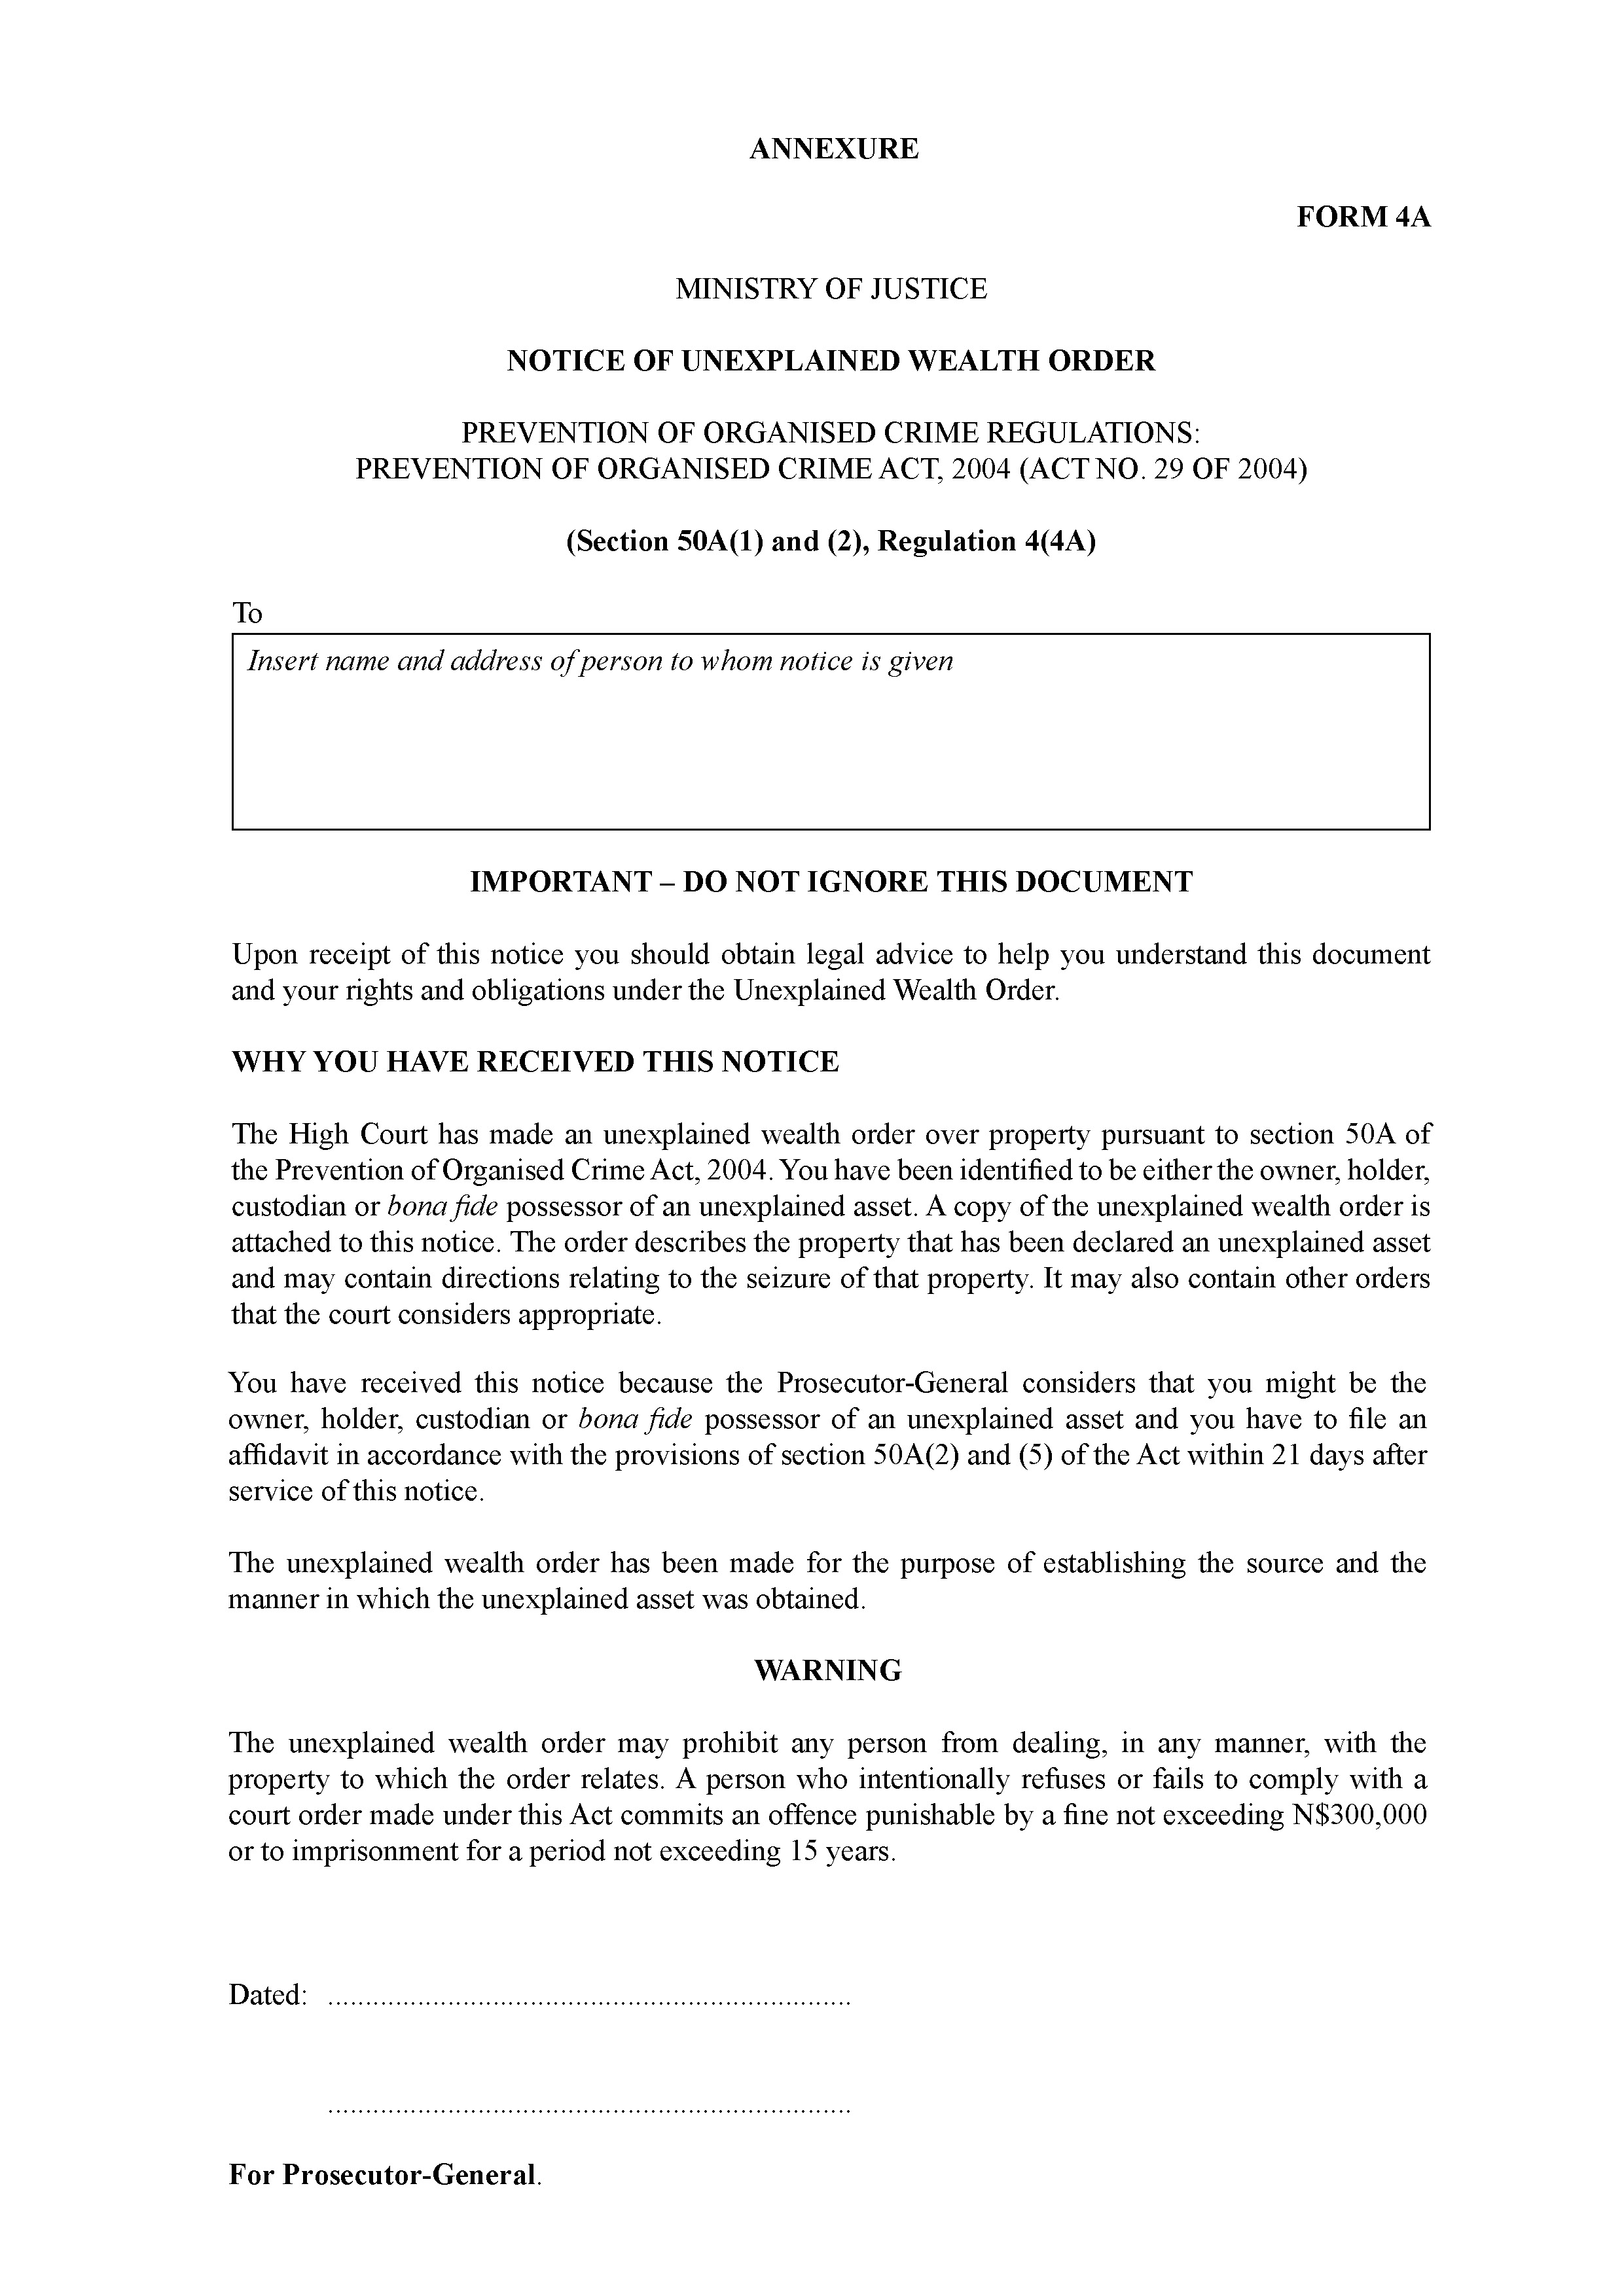 ANNEXURE
FORM 4A
MINISTRY OF JUSTICE
NOTICE OF UNEXPLAINED WEALTH ORDER
PREVENTION OF ORGANISED CRIME REGULATIONS:
PREVENTION OF ORGANISED CRIME ACT, 2004 (ACT NO. 29 OF 2004)
(Section 50A(1) and (2), Regulation 4(4A)
To
Insert name and address of person to whom notice is given
IMPORTANT – DO NOT IGNORE THIS DOCUMENT
Upon receipt of this notice you should obtain legal advice to help you understand this document
and your rights and obligations under the Unexplained Wealth Order.
WHY YOU HAVE RECEIVED THIS NOTICE
The High Court has made an unexplained wealth order over property pursuant to section 50A of
the Prevention of Organised Crime Act, 2004. You have been identified to be either the owner, holder,
custodian or bona fide possessor of an unexplained asset. A copy of the unexplained wealth order is
attached to this notice. The order describes the property that has been declared an unexplained asset
and may contain directions relating to the seizure of that property. It may also contain other orders
that the court considers appropriate.
You have received this notice because the Prosecutor-General considers that you might be the
owner, holder, custodian or bona fide possessor of an unexplained asset and you have to file an
affidavit in accordance with the provisions of section 50A(2) and (5) of the Act within 21 days after
service of this notice.
The unexplained wealth order has been made for the purpose of establishing the source and the
manner in which the unexplained asset was obtained.
WARNING
The unexplained wealth order may prohibit any person from dealing, in any manner, with the
property to which the order relates. A person who intentionally refuses or fails to comply with a
court order made under this Act commits an offence punishable by a fine not exceeding N$300,000
or to imprisonment for a period not exceeding 15 years.
Dated: ......................................................................
......................................................................
For Prosecutor-General.